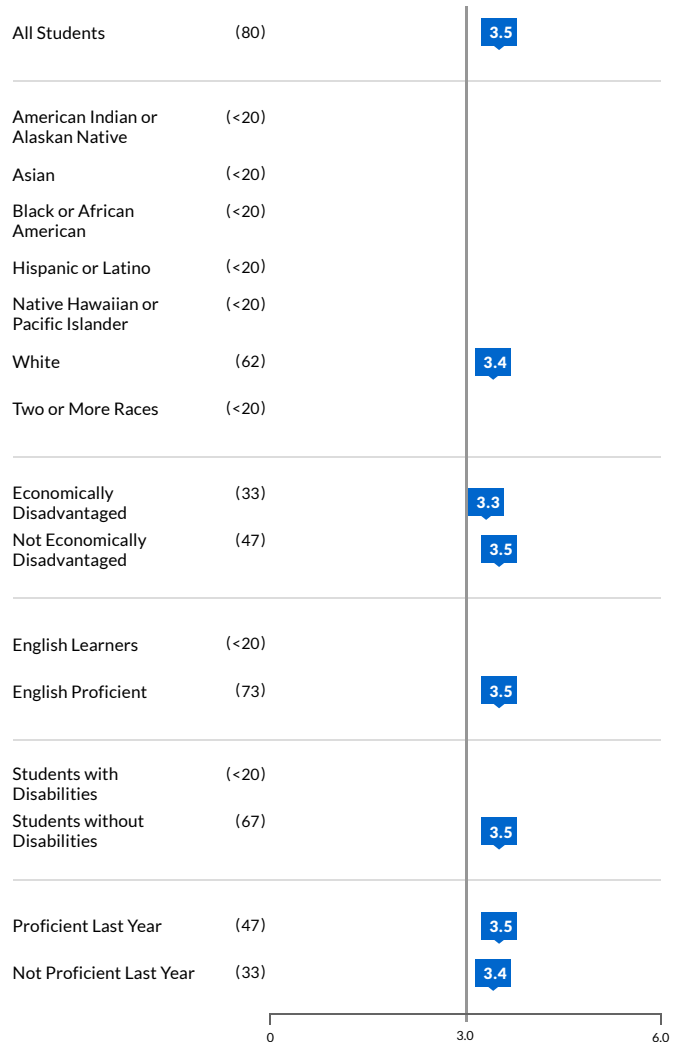 All Students (80) 3.5
American Indian or (<20)
Alaskan Native
Asian (<20)
Black or African (<20)
American
Hispanic or Latino (<20)
Native Hawaiian or (<20)
Pacific Islander
White (62) 3.4
Two or More Races (<20)
Economically (33) 3.3
Disadvantaged
Not Economically (47) 3.5
Disadvantaged
English Learners (<20)
English Proficient (73) 3.5
Students with (<20)
Disabilities
Students without (67) 3.5
Disabilities
Proficient Last Year (47) 3.5
Not Proficient Last Year (33) 3.4
0 3.0 6.0